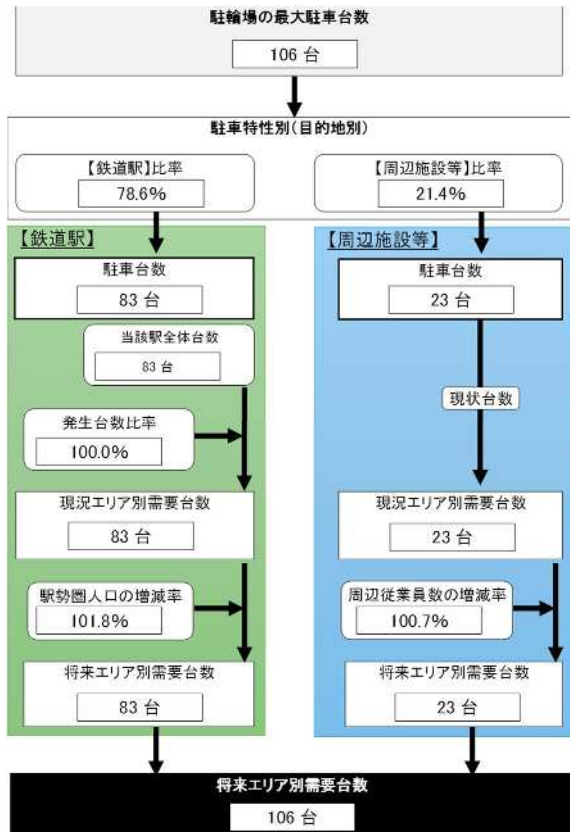 駐輪場の最大駐車台数
106 台
駐車特性別(目的地別)
【鉄道駅】比率
78.6%
【周辺施設等】比率
21.4%
【鉄道駅】
駐車台数
83 台
当該駅全体台数
83 台
発生台数比率
100.0%
現況エリア別需要台数
83 台
駅勢圏人口の増減率
101.8%
将来エリア別需要台数
83 台
【周辺施設等】
駐車台数
23 台
現状台数
現況エリア別需要台数
23 台
周辺従業員数の増減率
100.7%
将来エリア別需要台数
23 台
将来エリア別需要台数
106 台